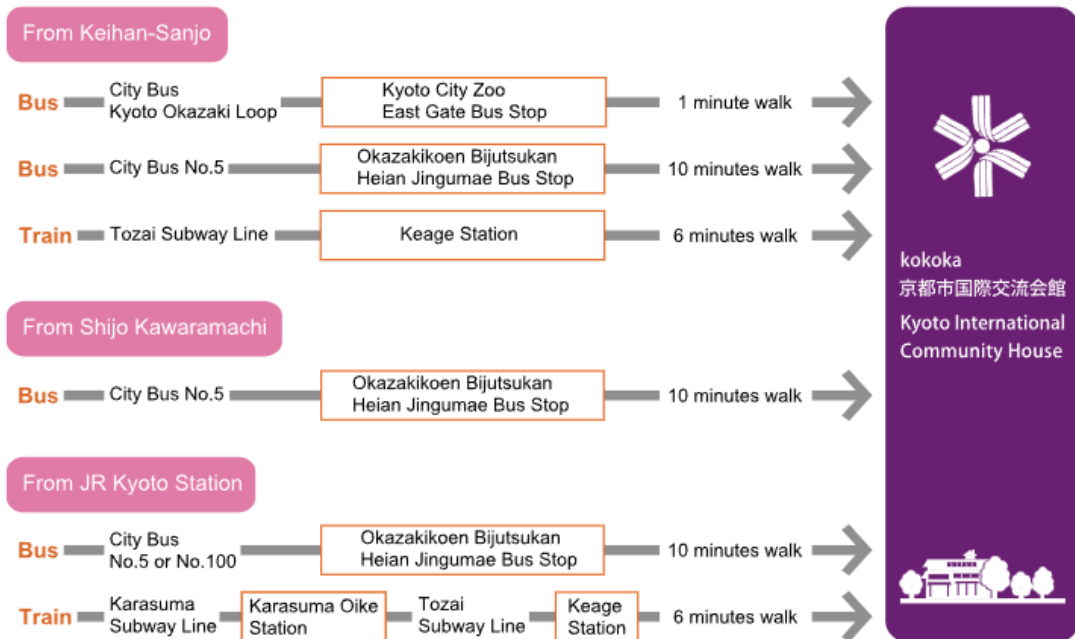 From Keihan-Sanjo
Bus
City Bus
Kyoto Okazaki Loop
Kyoto City Zoo
East Gate Bus Stop
1 minute walk
Bus
City Bus No.5
Okazakikoen Bijutsukan
Heian Jingumae Bus Stop
10 minutes walk
Train
Tozai Subway Line
Keage Station
6 minutes walk
From Shijo Kawaramachi
Bus
City Bus No.5
Okazakikoen Bijutsukan
Heian Jingumae Bus Stop
10 minutes walk
From JR Kyoto Station
Bus
City Bus
No.5 or No.100
Okazakikoen Bijutsukan
Heian Jingumae Bus Stop
10 minutes walk
Train
Karasuma
Subway Line
Karasuma Oike
Station
Tozai
Subway Line
Keage
Station
6 minutes walk
kokoka
京都市国際交流会館
Kyoto International
Community House